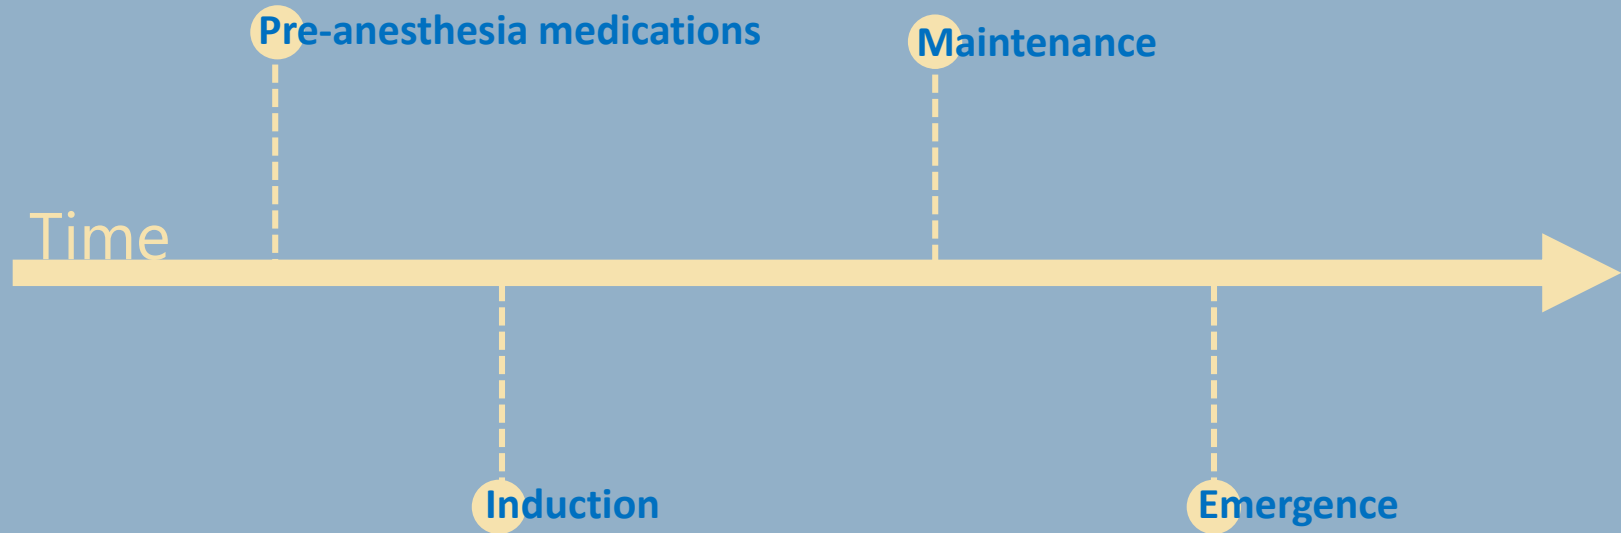 Pre-anesthesia medications
Maintenance
Time
Induction
Emergence